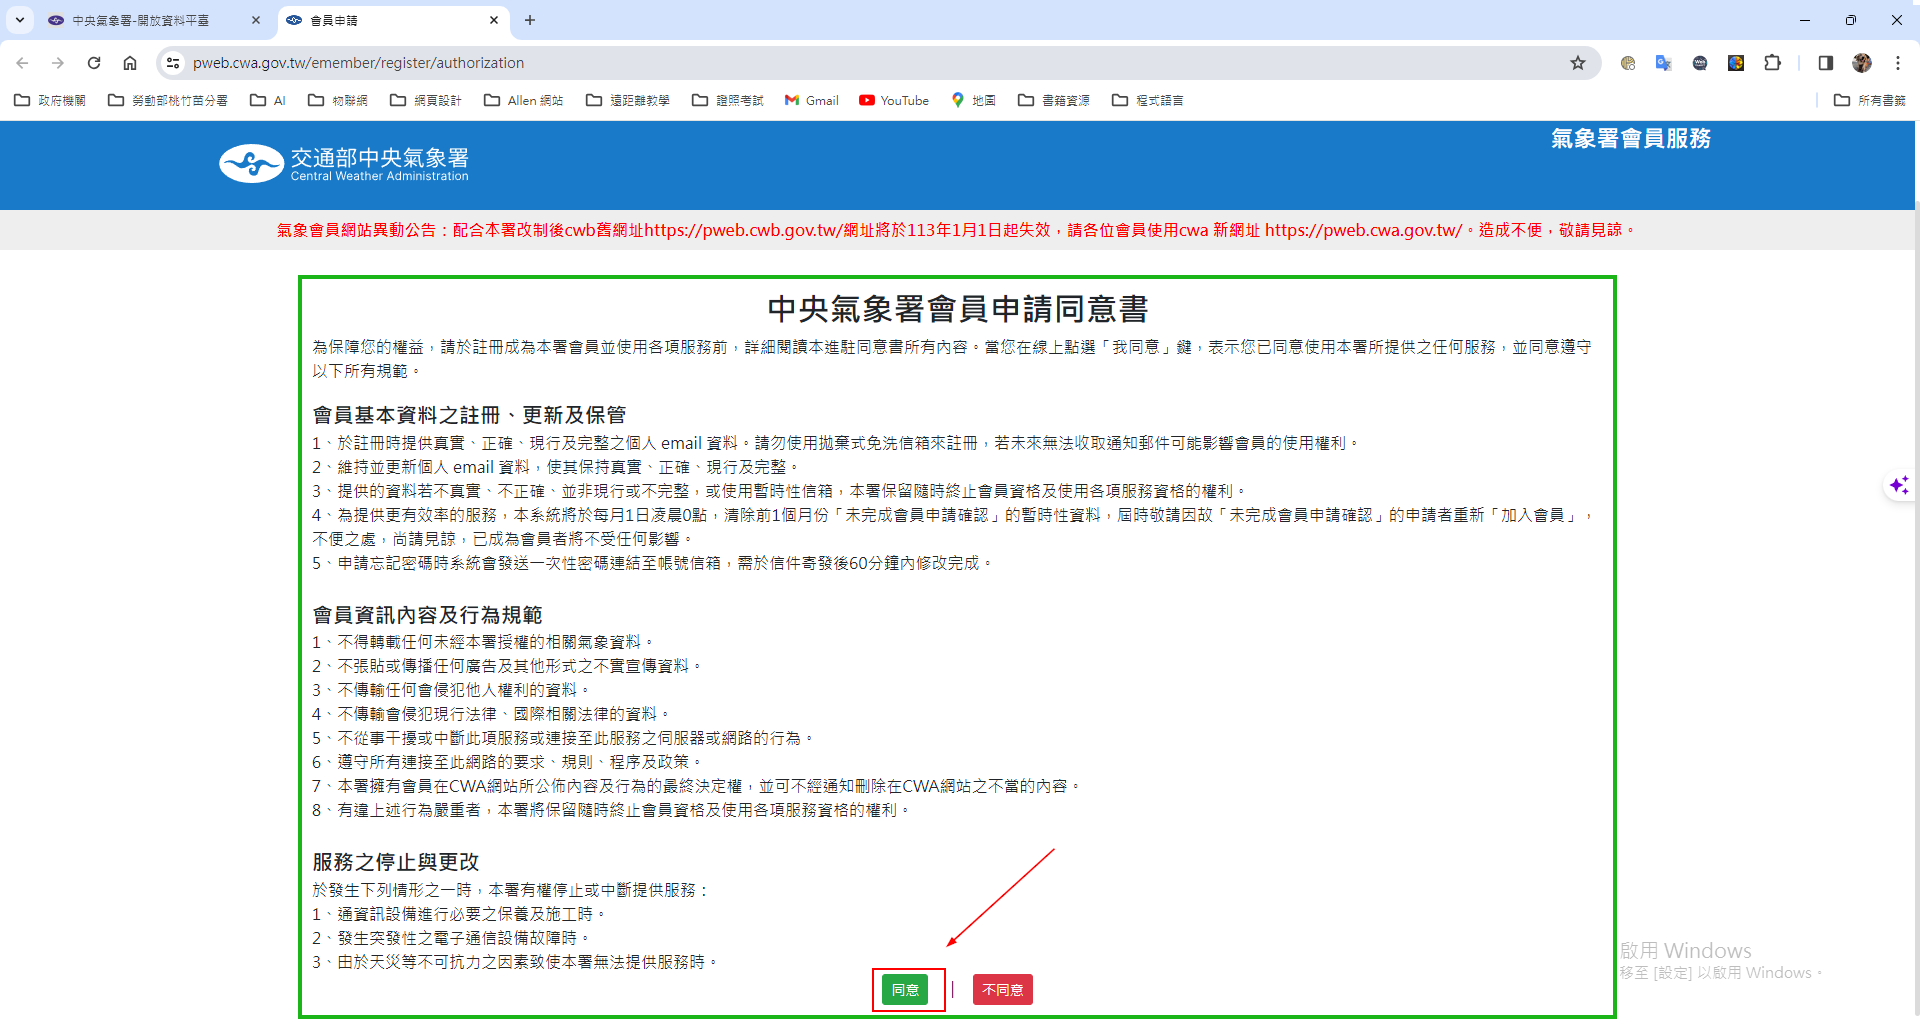 中央氣象署-開放資料平臺
會員申請
pweb.cwa.gov.tw/emember/register/authorization
政府機關
勞動部桃竹苗分署
AI
物聯網
網頁設計
Allen 網站
遠距離教學
證照考試
Gmail
YouTube
地圖
書籍資源
程式語言
所有書籤
交通部中央氣象署
Central Weather Administration
氣象署會員服務
氣象會員網站異動公告：配合本署改制後cwb舊網址https://pweb.cwb.gov.tw/網址將於113年1月1日起失效，請各位會員使用cwa 新網址 https://pweb.cwa.gov.tw/。造成不便，敬請見諒。
中央氣象署會員申請同意書
為保障您的權益，請於註冊成為本署會員並使用各項服務前，詳細閱讀本進駐同意書所有內容。當您在線上點選「我同意」鍵，表示您已同意使用本署所提供之任何服務，並同意遵守
以下所有規範。
會員基本資料之註冊、更新及保管
1、於註冊時提供真實、正確、現行及完整之個人 email 資料。請勿使用拋棄式免洗信箱來註冊，若未來無法收取通知郵件可能影響會員的使用權利。
2、維持並更新個人 email 資料，使其保持真實、正確、現行及完整。
3、提供的資料若不真實、不正確、並非現行或不完整，或使用暫時性信箱，本署保留隨時終止會員資格及使用各項服務資格的權利。
4、為提供更有效率的服務，本系統將於每月1日凌晨0點，清除前1個月份「未完成會員申請確認」的暫時性資料，屆時敬請因故「未完成會員申請確認」的申請者重新「加入會員」，
不便之處，尚請見諒，已成為會員者將不受任何影響。
5、申請忘記密碼時系統會發送一次性密碼連結至帳號信箱，需於信件寄發後60分鐘內修改完成。
會員資訊內容及行為規範
1、不得轉載任何未經本署授權的相關氣象資料。
2、不張貼或傳播任何廣告及其他形式之不實宣傳資料。
3、不傳輸任何會侵犯他人權利的資料。
4、不傳輸會侵犯現行法律、國際相關法律的資料。
5、不從事干擾或中斷此項服務或連接至此服務之伺服器或網路的行為。
6、遵守所有連接至此網路的要求、規則、程序及政策。
7、本署擁有會員在CWA網站所公佈內容及行為的最終決定權，並可不經通知刪除在CWA網站之不當的內容。
8、有違上述行為嚴重者，本署將保留隨時終止會員資格及使用各項服務資格的權利。
服務之停止與更改
於發生下列情形之一時，本署有權停止或中斷提供服務：
1、通資訊設備進行必要之保養及施工時。
2、發生突發性之電子通信設備故障時。
3、由於天災等不可抗力之因素致使本署無法提供服務時。
同意 | 不同意
啟用 Windows
移至 [設定] 以啟用 Windows。